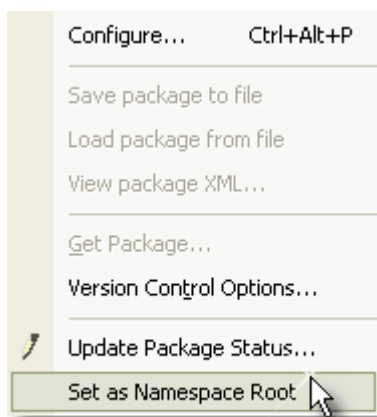 Configure... Ctrl+Alt+P
Save package to file
Load package from file
View package XML...
Get Package...
Version Control Options...
Update Package Status...
Set as Namespace Root